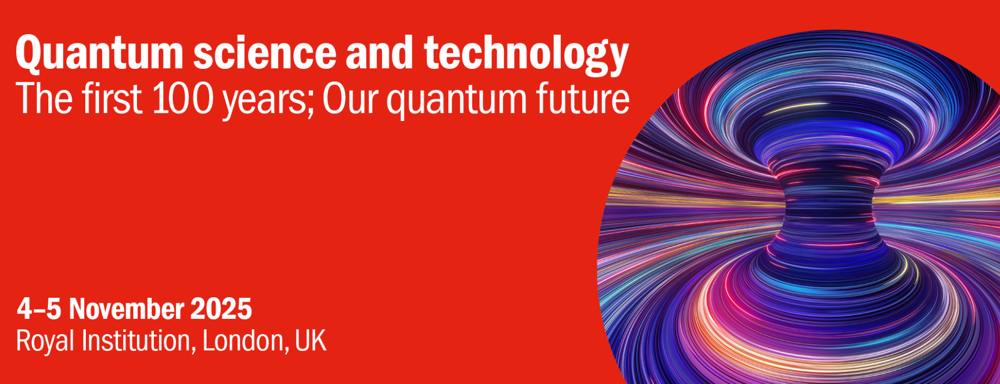 Quantum science and technology
The first 100 years; Our quantum future
4–5 November 2025
Royal Institution, London, UK